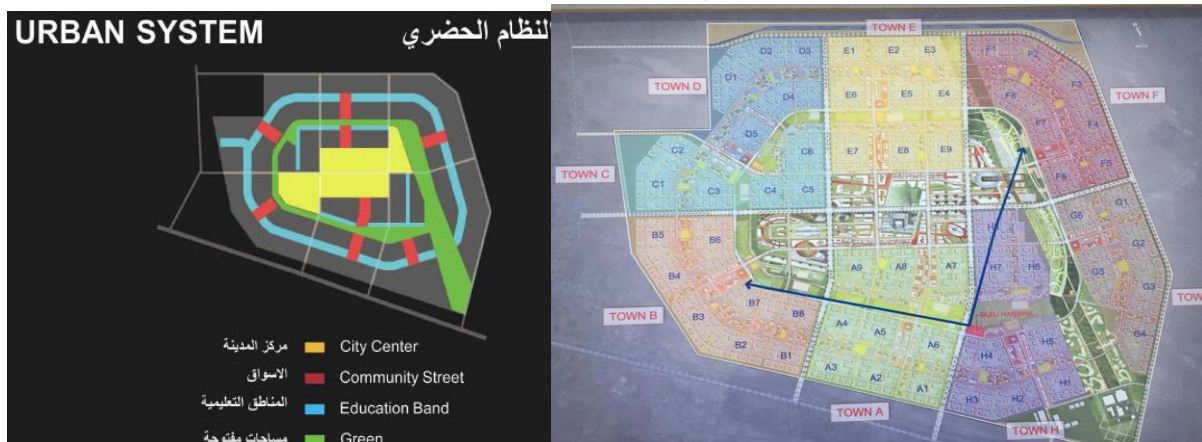 URBAN SYSTEM
النظام الحضري
مركز المدينة
City Center
الاسواق
Community Street
المناطق التعليمية
Education Band
مساحات مفتوحة
Green
TOWN E
D2 D3 E1 E2 E3 F1 F2
TOWN D
D1 D4 E6 E5 E4 F8 F3
TOWN F
D5 F7 F4
C2 C6 E7 E8 E9 F5
TOWN C
C1 C3 C4 C5 F6
G6 G1
B5 B6 G2
A9 A8 A7 H7 H6 G5
B4 G3
TOWN B
B3 B7 B8 A4 A5 A6 H4 H5 G4
B2 B1 A3 A2 A1 H3 H2 H1
TOWN A
TOWN H